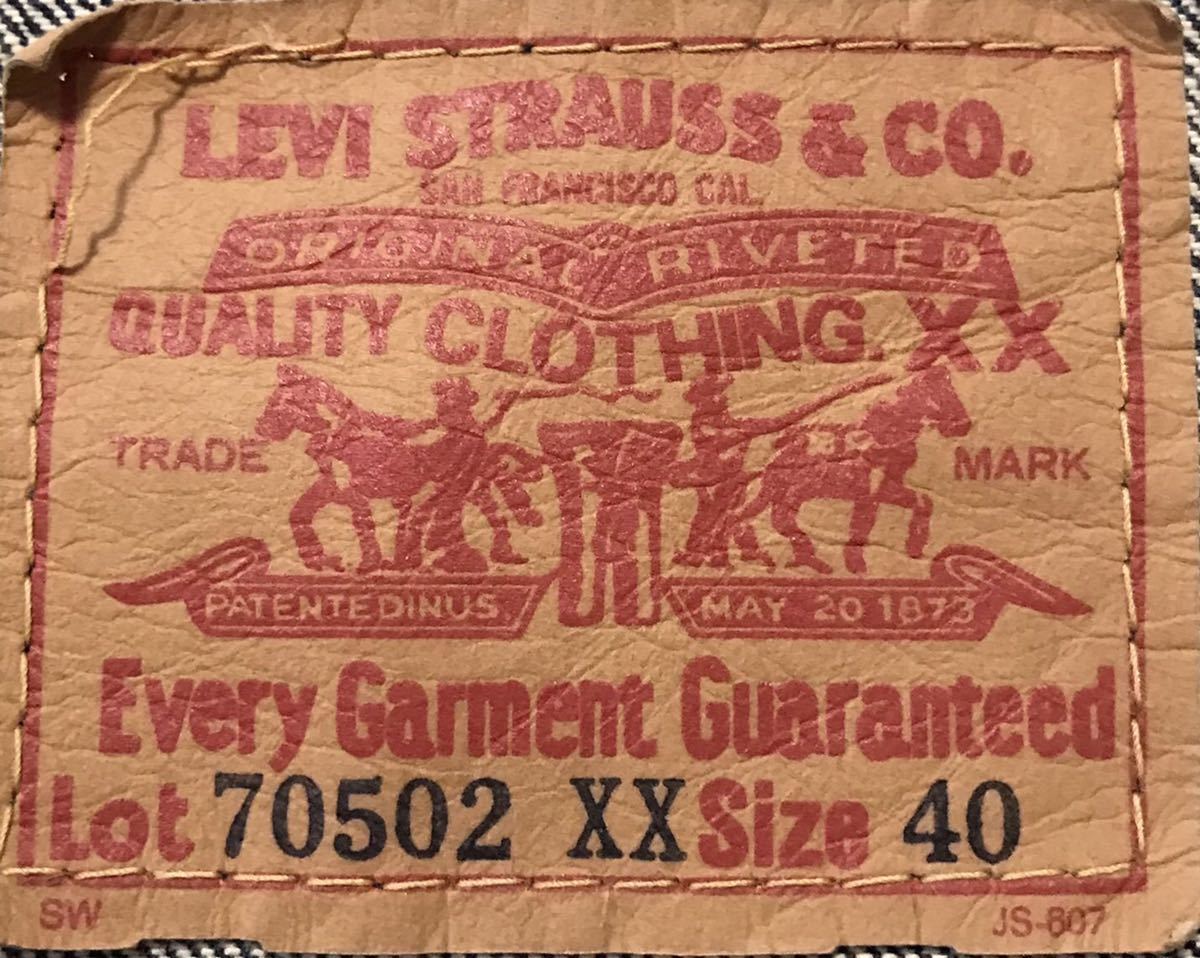 LEVI STRAUSS & CO.
SAN FRANCISCO CAL.
ORIGINAL RIVETED
QUALITY CLOTHING. XX
TRADE MARK
PATENTEDINUS MAY 20 1873
Every Garment Guaranteed
Lot 70502 XX Size 40
SW JS-607